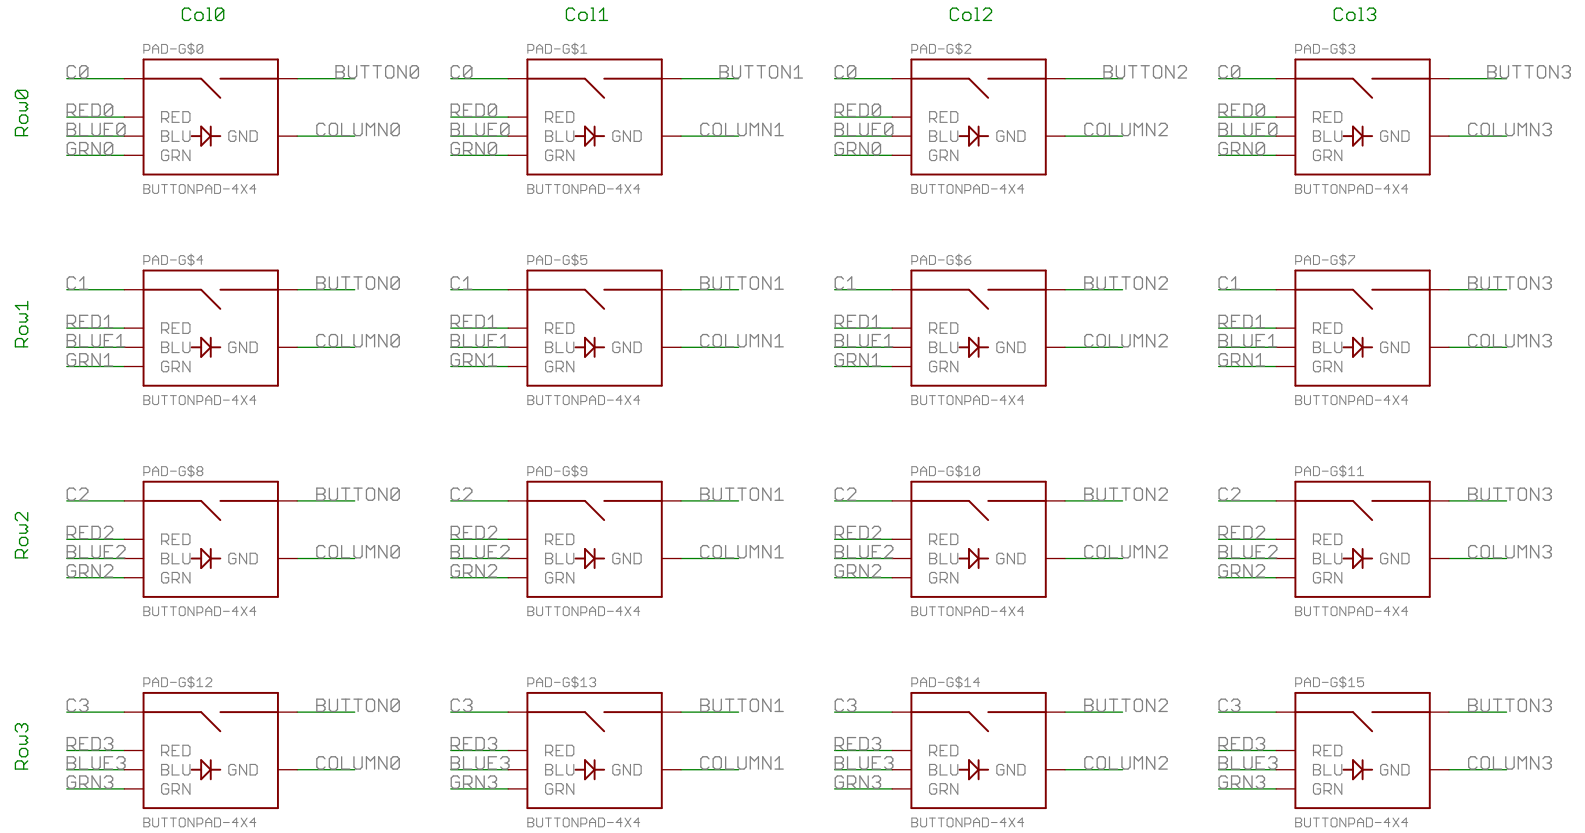 Col0 Col1 Col2 Col3
PAD-G$0 PAD-G$1 PAD-G$2 PAD-G$3
C0 BUTTON0 C0 BUTTON1 C0 BUTTON2 C0 BUTTON3
Row0
RED0 RED RED0 RED RED0 RED RED0 RED
BLUE0 BLU GND COLUMN0 BLUE0 BLU GND COLUMN1 BLUE0 BLU GND COLUMN2 BLUE0 BLU GND COLUMN3
GRN0 GRN GRN0 GRN GRN0 GRN GRN0 GRN
BUTTONPAD-4X4 BUTTONPAD-4X4 BUTTONPAD-4X4 BUTTONPAD-4X4
PAD-G$4 PAD-G$5 PAD-G$6 PAD-G$7
C1 BUTTON0 C1 BUTTON1 C1 BUTTON2 C1 BUTTON3
Row1
RED1 RED RED1 RED RED1 RED RED1 RED
BLUE1 BLU GND COLUMN0 BLUE1 BLU GND COLUMN1 BLUE1 BLU GND COLUMN2 BLUE1 BLU GND COLUMN3
GRN1 GRN GRN1 GRN GRN1 GRN GRN1 GRN
BUTTONPAD-4X4 BUTTONPAD-4X4 BUTTONPAD-4X4 BUTTONPAD-4X4
PAD-G$8 PAD-G$9 PAD-G$10 PAD-G$11
C2 BUTTON0 C2 BUTTON1 C2 BUTTON2 C2 BUTTON3
Row2
RED2 RED RED2 RED RED2 RED RED2 RED
BLUE2 BLU GND COLUMN0 BLUE2 BLU GND COLUMN1 BLUE2 BLU GND COLUMN2 BLUE2 BLU GND COLUMN3
GRN2 GRN GRN2 GRN GRN2 GRN GRN2 GRN
BUTTONPAD-4X4 BUTTONPAD-4X4 BUTTONPAD-4X4 BUTTONPAD-4X4
PAD-G$12 PAD-G$13 PAD-G$14 PAD-G$15
C3 BUTTON0 C3 BUTTON1 C3 BUTTON2 C3 BUTTON3
Row3
RED3 RED RED3 RED RED3 RED RED3 RED
BLUE3 BLU GND COLUMN0 BLUE3 BLU GND COLUMN1 BLUE3 BLU GND COLUMN2 BLUE3 BLU GND COLUMN3
GRN3 GRN GRN3 GRN GRN3 GRN GRN3 GRN
BUTTONPAD-4X4 BUTTONPAD-4X4 BUTTONPAD-4X4 BUTTONPAD-4X4